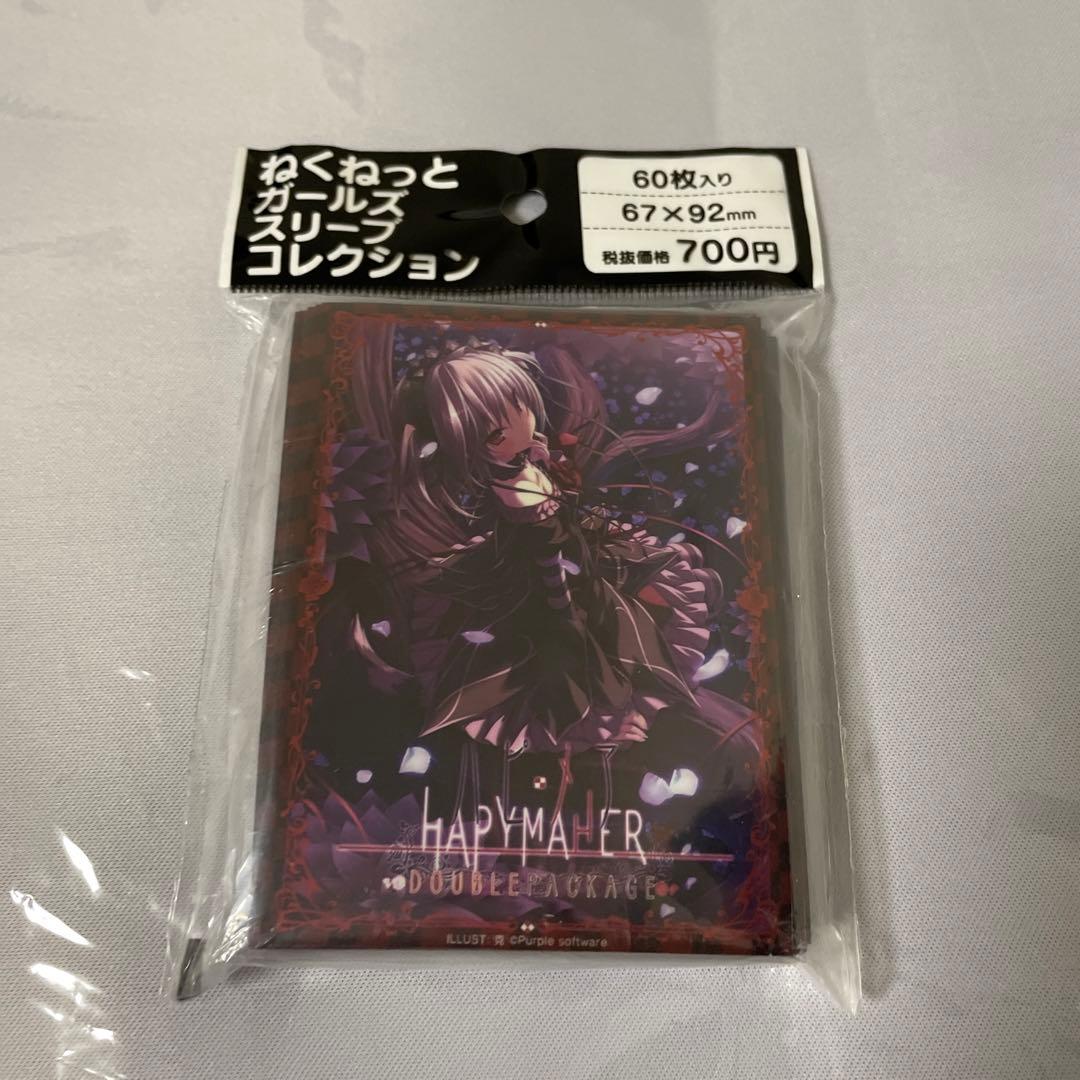 ねくねっと
ガールズ
スリーブ
コレクション
60枚入り
67×92mm
税抜価格 700円
HAPYMAHER
DOUBLEPACKAGE
ILLUST: 克 ©Purple software